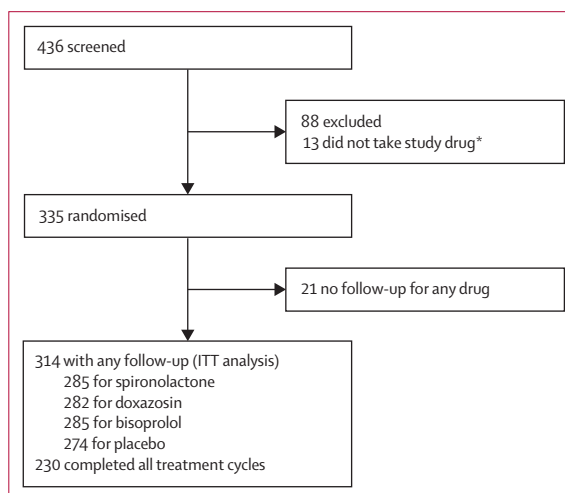 436 screened
88 excluded
13 did not take study drug*
335 randomised
21 no follow-up for any drug
314 with any follow-up (ITT analysis)
285 for spironolactone
282 for doxazosin
285 for bisoprolol
274 for placebo
230 completed all treatment cycles